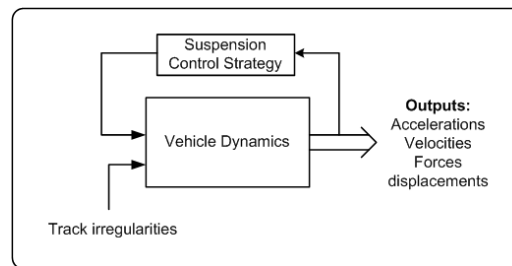 Suspension
Control Strategy
Vehicle Dynamics
Outputs:
Accelerations
Velocities
Forces
displacements
Track irregularities